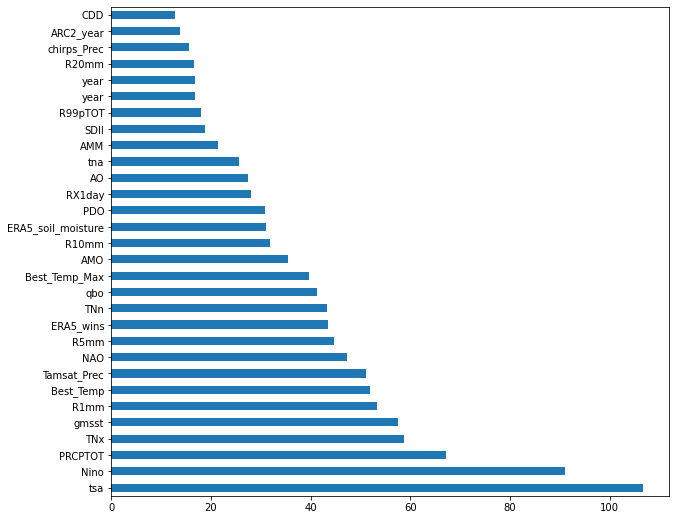 CDD
ARC2_year
chirps_Prec
R20mm
year
year
R99pTOT
SDII
AMM
tna
AO
RX1day
PDO
ERA5_soil_moisture
R10mm
AMO
Best_Temp_Max
qbo
TNn
ERA5_wins
R5mm
NAO
Tamsat_Prec
Best_Temp
R1mm
gmsst
TNx
PRCPTOT
Nino
tsa
0 20 40 60 80 100